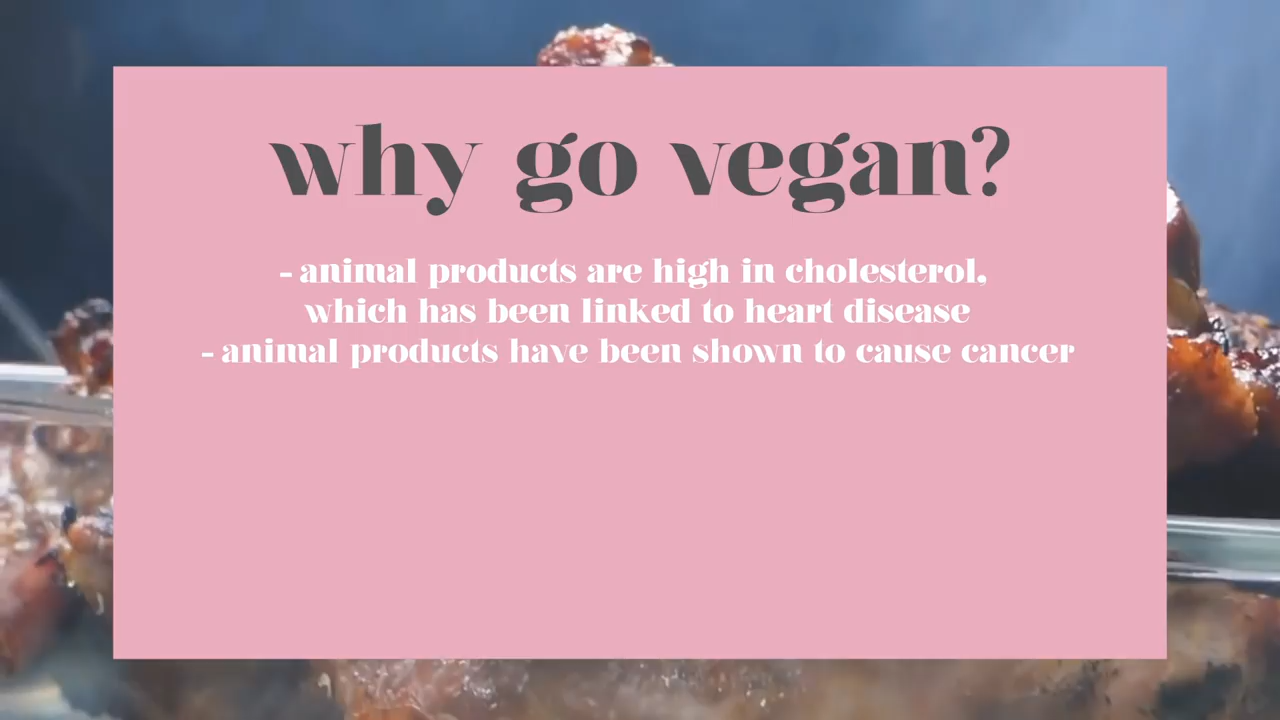 why go vegan?
- animal products are high in cholesterol,
which has been linked to heart disease
- animal products have been shown to cause cancer